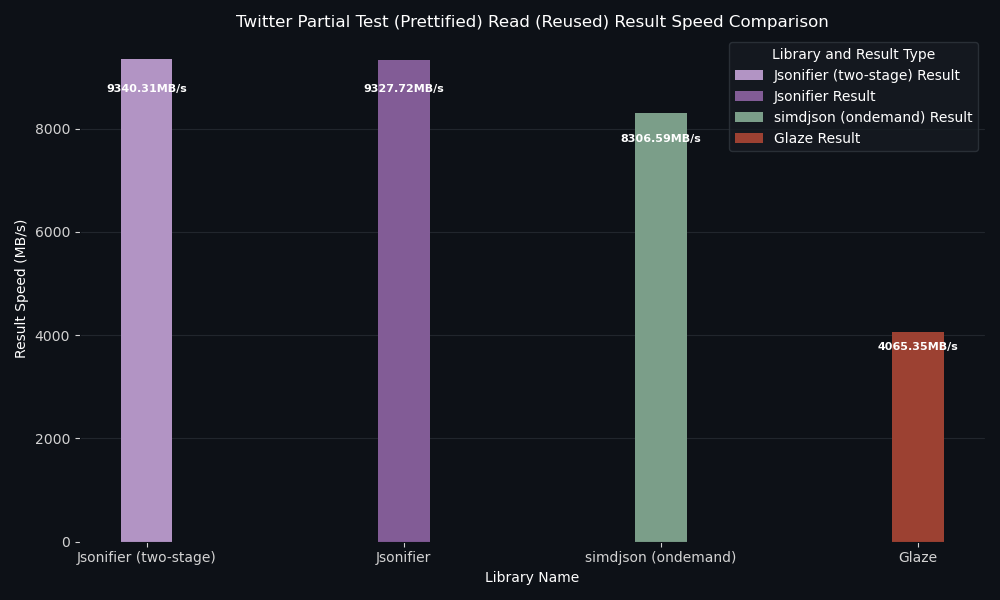 Twitter Partial Test (Prettified) Read (Reused) Result Speed Comparison
Library and Result Type
Jsonifier (two-stage) Result
Jsonifier Result
simdjson (ondemand) Result
Glaze Result
9340.31MB/s
9327.72MB/s
8306.59MB/s
4065.35MB/s
Result Speed (MB/s)
8000
6000
4000
2000
0
Jsonifier (two-stage)
Jsonifier
simdjson (ondemand)
Glaze
Library Name